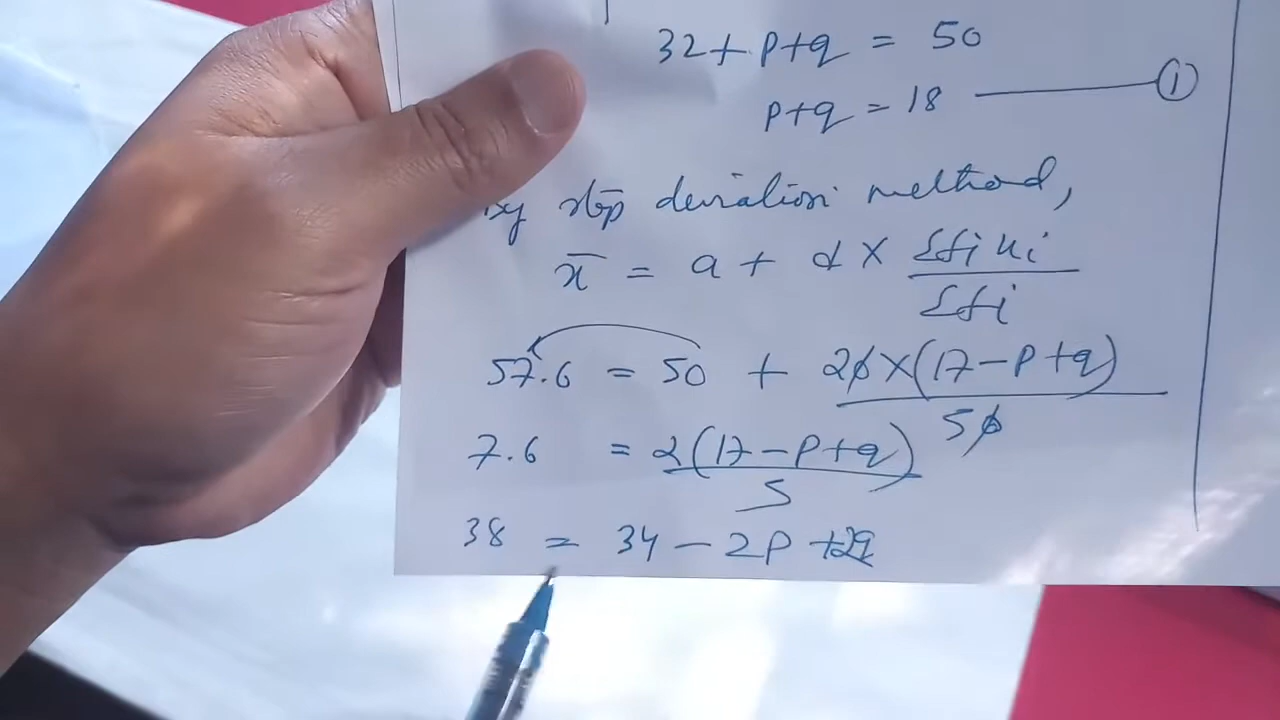 32 + p + q = 50
p + q = 18 ——— ①
By step deviation method,
x̄ = a + d × Σfiui / Σfi
57.6 = 50 + 20 × (17 - p + q) / 50
7.6 = 2(17 - p + q) / 5
38 = 34 - 2p + 2q